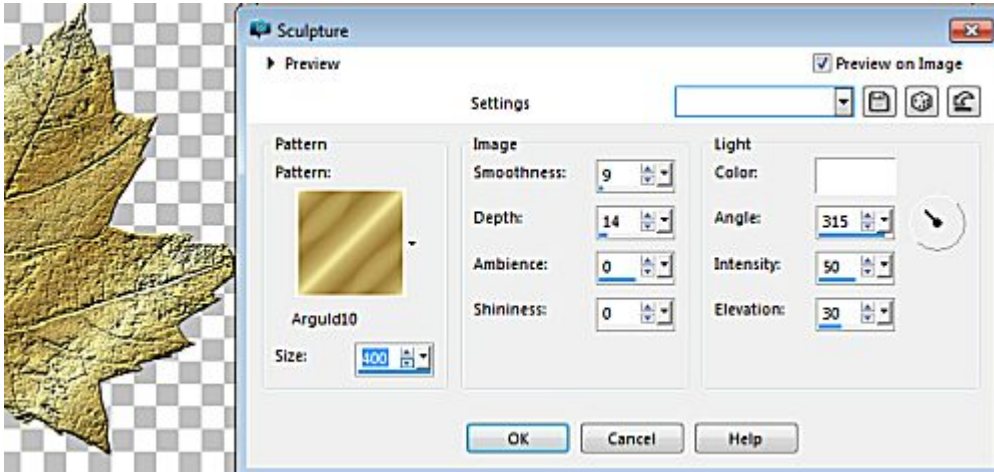 Sculpture
Preview
Preview on Image
Settings
Pattern
Pattern:
Arguld10
Size: 400
Image
Smoothness: 9
Depth: 14
Ambience: 0
Shininess: 0
Light
Color:
Angle: 315
Intensity: 50
Elevation: 30
OK
Cancel
Help